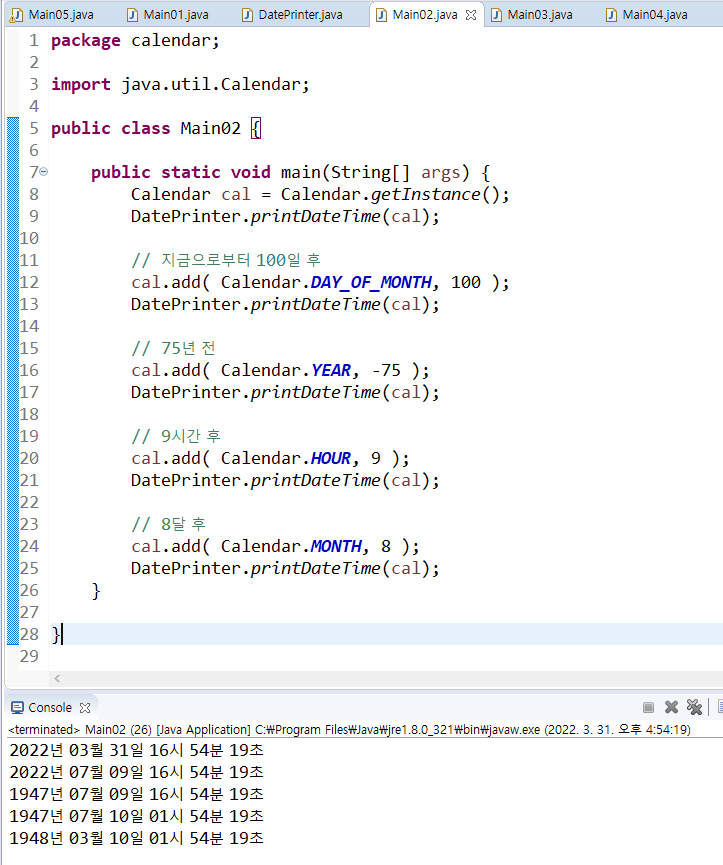 Main05.java Main01.java DatePrinter.java Main02.java Main03.java Main04.java
1 package calendar;
2
3 import java.util.Calendar;
4
5 public class Main02 {
6
7 public static void main(String[] args) {
8 Calendar cal = Calendar.getInstance();
9 DatePrinter.printDateTime(cal);
10
11 // 지금으로부터 100일 후
12 cal.add( Calendar.DAY_OF_MONTH, 100 );
13 DatePrinter.printDateTime(cal);
14
15 // 75년 전
16 cal.add( Calendar.YEAR, -75 );
17 DatePrinter.printDateTime(cal);
18
19 // 9시간 후
20 cal.add( Calendar.HOUR, 9 );
21 DatePrinter.printDateTime(cal);
22
23 // 8달 후
24 cal.add( Calendar.MONTH, 8 );
25 DatePrinter.printDateTime(cal);
26 }
27
28 }
29
Console
<terminated> Main02 (26) [Java Application] C:₩Program Files₩Java₩jre1.8.0_321₩bin₩javaw.exe (2022. 3. 31. 오후 4:54:19)
2022년 03월 31일 16시 54분 19초
2022년 07월 09일 16시 54분 19초
1947년 07월 09일 16시 54분 19초
1947년 07월 10일 01시 54분 19초
1948년 03월 10일 01시 54분 19초